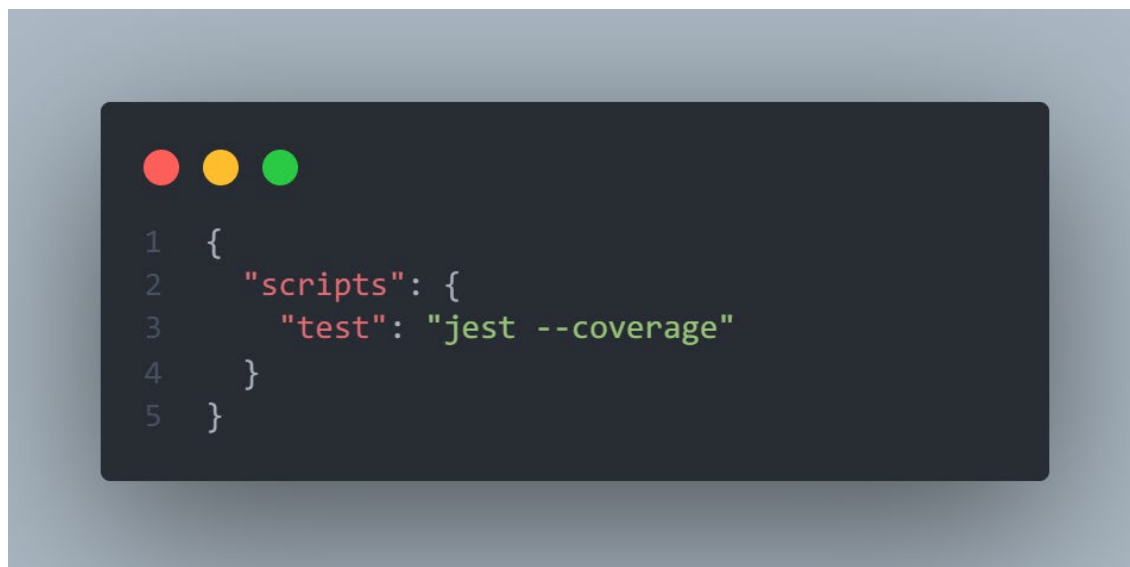 1 {
2 "scripts": {
3 "test": "jest --coverage"
4 }
5 }